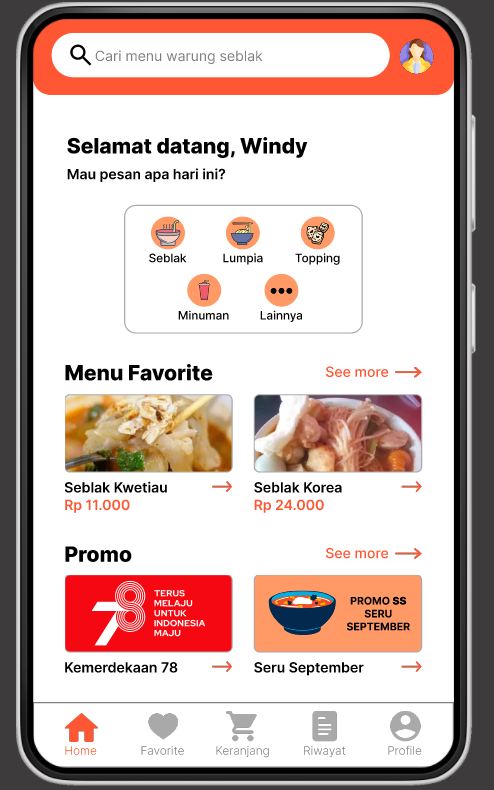 Cari menu warung seblak
Selamat datang, Windy
Mau pesan apa hari ini?
Seblak
Lumpia
Topping
Minuman
Lainnya
Menu Favorite
See more
Seblak Kwetiau
Rp 11.000
Seblak Korea
Rp 24.000
Promo
See more
78
TERUS
MELAJU
UNTUK
INDONESIA
MAJU
PROMO SS
SERU
SEPTEMBER
Kemerdekaan 78
Seru September
Home
Favorite
Keranjang
Riwayat
Profile